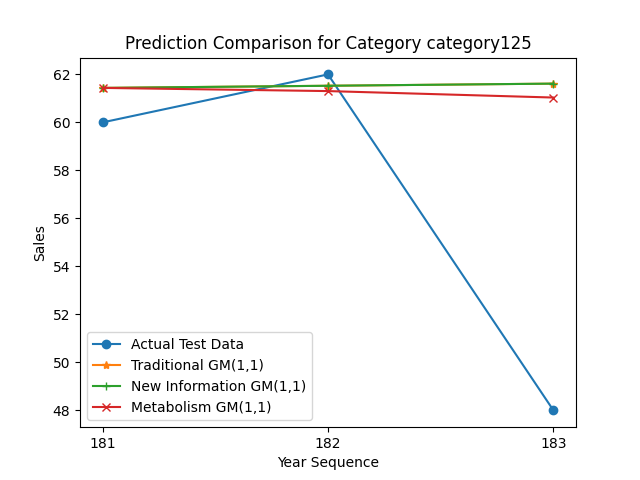 Prediction Comparison for Category category125
Sales
62
60
58
56
54
52
50
48
Actual Test Data
Traditional GM(1,1)
New Information GM(1,1)
Metabolism GM(1,1)
181
182
183
Year Sequence